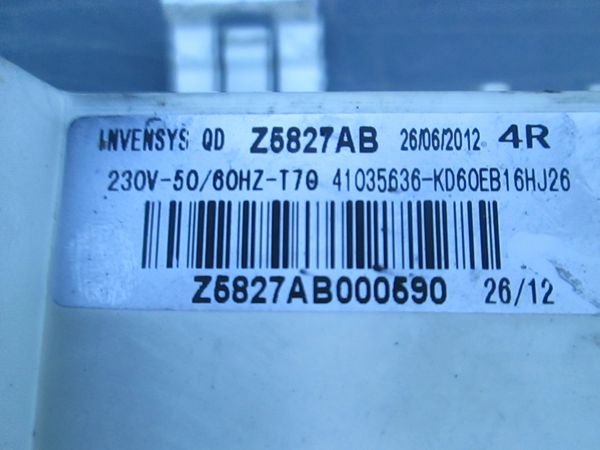 INVENSYS QD Z5827AB 26/06/2012 4R
230V-50/60HZ-T70 41035636-KD60EB16HJ26
Z5827AB000590 26/12